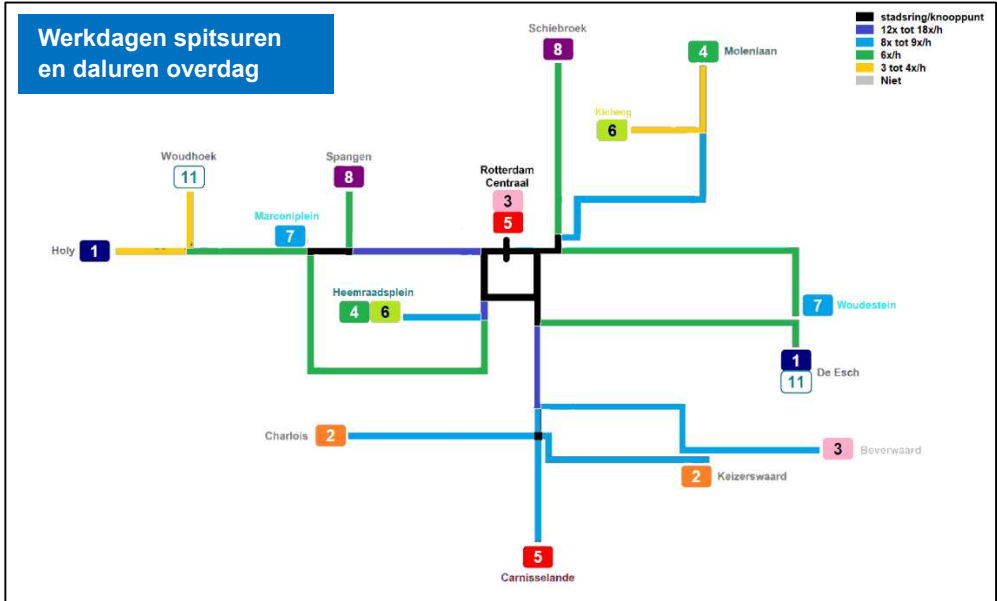 Werkdagen spitsuren
en daluren overdag
stadsring/knooppunt
12x tot 18x/h
8x tot 9x/h
6x/h
3 tot 4x/h
Niet
Schiebroek
8
4 Molenlaan
Kleiweg
6
Woudhoek
11
Spangen
8
Rotterdam
Centraal
3
5
Marconiplein
7
Holy 1
Heemraadsplein
4 6
7 Woudestein
1
11
De Esch
Charlois 2
3 Beverwaard
2 Keizerswaard
5
Carnisselande